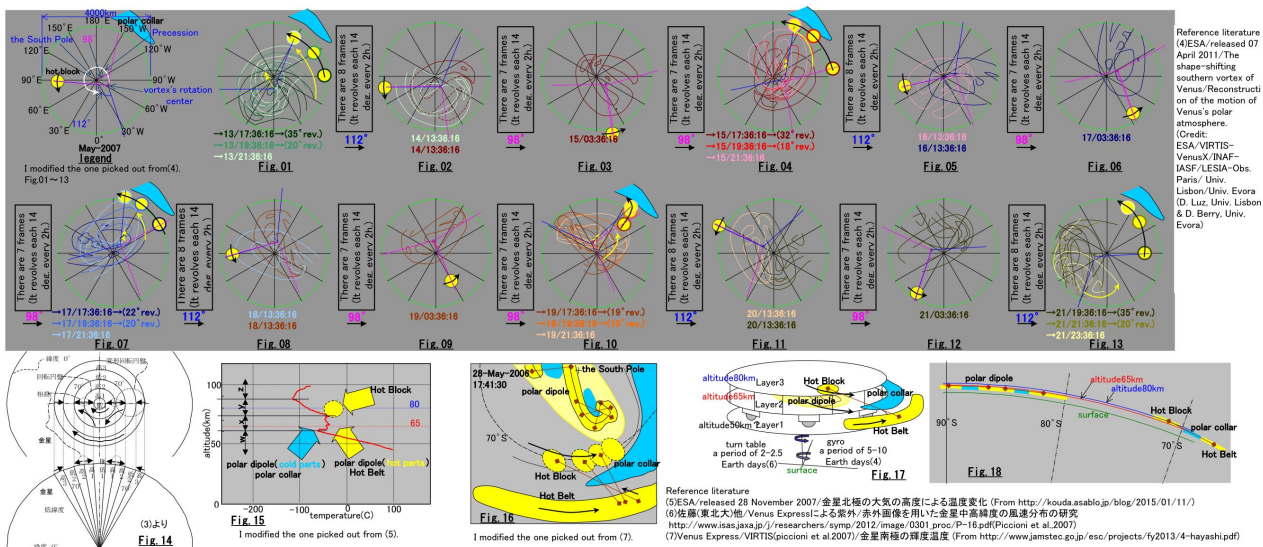 4000km
180°E
polar collar
150°E
150°W
Precession
the South Pole
98°
120°E
120°W
hot block
90°E
90°W
vortex's rotation
center
60°E
60°W
112°
30°E
30°W
0
May-2007
legend
I modified the one picked out from(4).
Fig.01～13
There are 8 frames
(It revolves each 14
deg. every 2h.)
112°
→13/17:36:16→(35°rev.)
→13/19:36:16→(20°rev.)
→13/21:36:16
Fig.01
14/13:36:16
14/13:36:16
Fig.02
There are 7 frames
(It revolves each 14
deg. every 2h.)
98°
15/03:36:16
Fig.03
There are 7 frames
(It revolves each 14
deg. every 2h.)
98°
→15/17:36:16→(32°rev.)
→15/19:36:16→(18°rev.)
→15/21:36:16
Fig.04
There are 8 frames
(It revolves each 14
deg. every 2h.)
112°
16/13:36:16
16/13:36:16
Fig.05
There are 7 frames
(It revolves each 14
deg. every 2h.)
98°
17/03:36:16
Fig.06
Reference literature
(4)ESA/released 07
April 2011/The
shape-shifting
southern vortex of
Venus/Reconstructi
on of the motion of
Venus's polar
atmosphere.
(Credit:
ESA/VIRTIS-
VenusX/INAF-
IASF/LESIA-Obs.
Paris/ Univ.
Lisbon/Univ. Evora
(D. Luz, Univ. Lisbon
& D. Berry, Univ.
Evora)
There are 7 frames
(It revolves each 14
deg. every 2h.)
98°
→17/17:36:16→(22°rev.)
→17/19:36:16→(20°rev.)
→17/21:36:16
Fig.07
There are 8 frames
(It revolves each 14
deg. every 2h.)
112°
18/13:36:16
18/13:36:16
Fig.08
There are 7 frames
(It revolves each 14
deg. every 2h.)
98°
19/03:36:16
Fig.09
There are 7 frames
(It revolves each 14
deg. every 2h.)
98°
→19/17:36:16→(19°rev.)
→19/19:36:16→(19°rev.)
→19/21:36:16
Fig.10
There are 8 frames
(It revolves each 14
deg. every 2h.)
112°
20/13:36:16
20/13:36:16
Fig.11
There are 7 frames
(It revolves each 14
deg. every 2h.)
98°
21/03:36:16
Fig.12
There are 8 frames
(It revolves each 14
deg. every 2h.)
112°
→21/19:36:16→(35°rev.)
→21/21:36:16→(20°rev.)
→21/23:36:16
Fig.13
緯度 0°
変形回転円盤
回転円盤
70°
金星
金星
70°
70°
低緯度
緯度 0°
(3)より
Fig.14
altitude(km)
100
50
0
W X Y Z
80
65
Hot Block
polar dipole(cold parts)
polar collar
polar dipole(hot parts)
Hot Belt
-200
-100
0
100
temperature(C)
Fig.15
I modified the one picked out from (5).
28-May-2006
17:41:30
the South Pole
polar dipole
70°S
Hot Block
polar collar
Hot Belt
Fig.16
I modified the one picked out from (7).
altitude80km
Layer3
Hot Block
altitude65km
Layer2
polar dipole
polar collar
altitude50km
Layer1
Hot Belt
turn table
a period of 2-2.5
Earth days(6)
gyro
a period of 5-10
Earth days(4)
surface
Fig.17
polar dipole
altitude65km
altitude80km
surface
90°S
80°S
70°S
Hot Block
polar collar
Hot Belt
Fig.18
Reference literature
(5)ESA/released 28 November 2007/金星北極の大気の高度による温度変化 (From http://kouda.asablo.jp/blog/2015/01/11/)
(6)佐藤(東北大)他/Venus Expressによる紫外/赤外画像を用いた金星中高緯度の風速分布の研究
http://www.isas.jaxa.jp/j/researchers/symp/2012/image/0301_proc/P-16.pdf(Piccioni et al.,2007)
(7)Venus Express/VIRTIS(piccioni et al.2007)/金星南極の輝度温度 (From http://www.jamstec.go.jp/esc/projects/fy2013/4-hayashi.pdf)